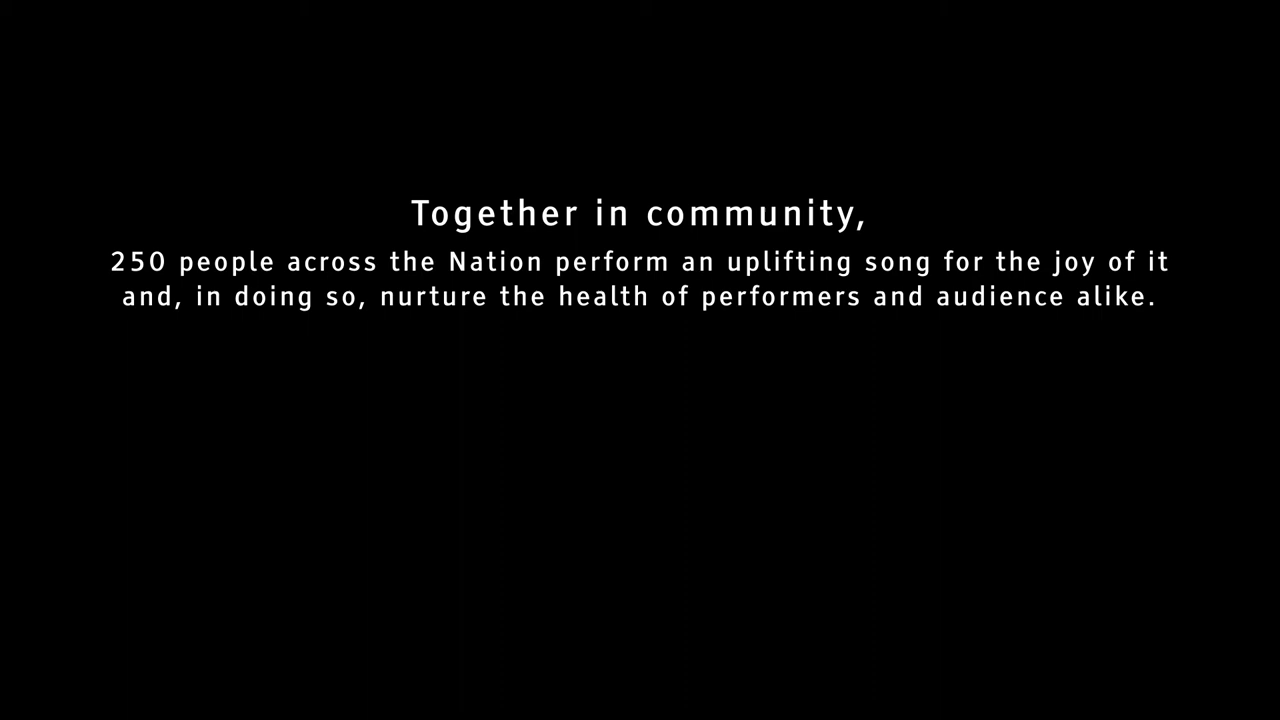 Together in community,
250 people across the Nation perform an uplifting song for the joy of it
and, in doing so, nurture the health of performers and audience alike.